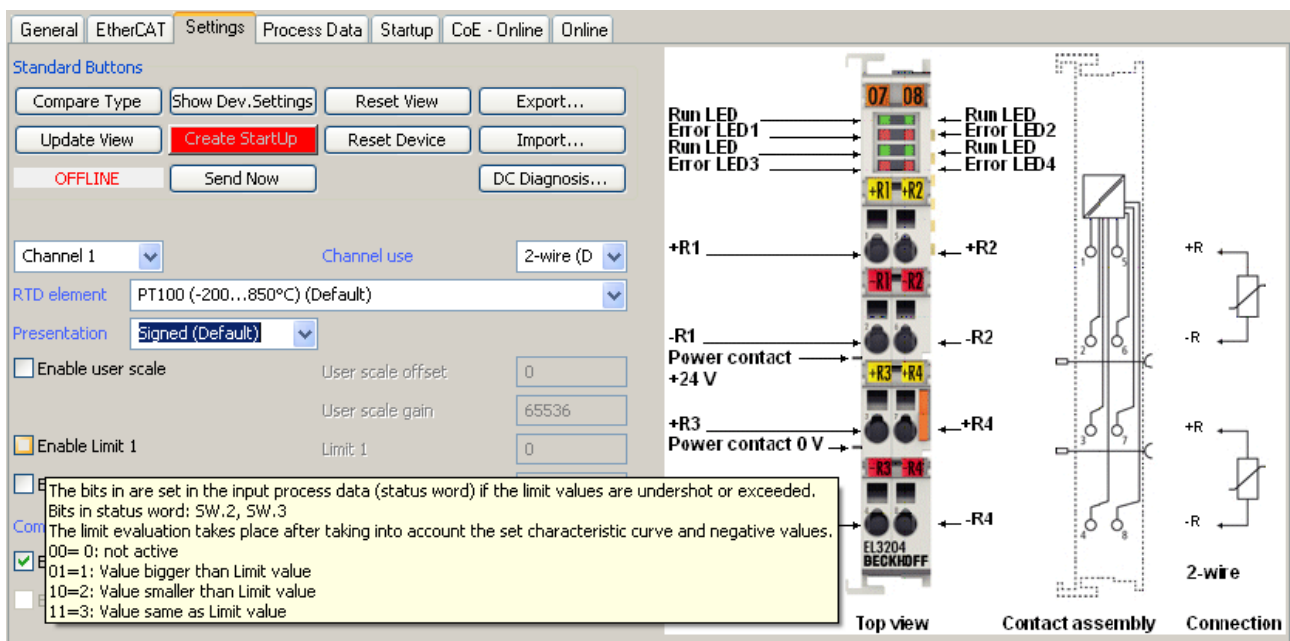 General EtherCAT Settings Process Data Startup CoE - Online Online
Standard Buttons
Compare Type Show Dev.Settings Reset View Export...
Update View Create StartUp Reset Device Import...
OFFLINE Send Now DC Diagnosis...
Channel 1 Channel use 2-wire (D
RTD element PT100 (-200...850°C) (Default)
Presentation Signed (Default)
Enable user scale User scale offset 0
User scale gain 65536
Enable Limit 1 Limit 1 0
The bits in are set in the input process data (status word) if the limit values are undershot or exceeded.
Bits in status word: SW.2, SW.3
Com
The limit evaluation takes place after taking into account the set characteristic curve and negative values.
00= 0: not active
01=1: Value bigger than Limit value
10=2: Value smaller than Limit value
11=3: Value same as Limit value
07 08
Run LED Run LED
Error LED1 Error LED2
Run LED Run LED
Error LED3 Error LED4
+R1 +R2
+R1 +R2
1 5
-R1 -R2
-R1 -R2
2 6
Power contact
+24 V
+R3 +R4
+R3 +R4
3 7
Power contact 0 V
-R3 -R4
-R4
4 8
EL3204
BECKHOFF
+R
-R
+R
-R
2-wire
Top view Contact assembly Connection